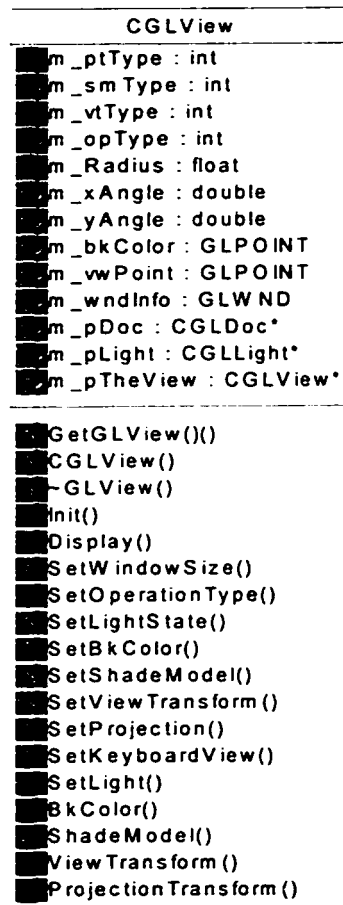 CGLView
m_ptType : int
m_smType : int
m_vtType : int
m_opType : int
m_Radius : float
m_xAngle : double
m_yAngle : double
m_bkColor : GLPOINT
m_vwPoint : GLPOINT
m_wndInfo : GLWND
m_pDoc : CGLDoc*
m_pLight : CGLLight*
m_pTheView : CGLView*
GetGLView()()
CGLView()
~GLView()
Init()
Display()
SetWindowSize()
SetOperationType()
SetLightState()
SetBkColor()
SetShadeModel()
SetViewTransform()
SetProjection()
SetKeyboardView()
SetLight()
BkColor()
ShadeModel()
ViewTransform()
ProjectionTransform()